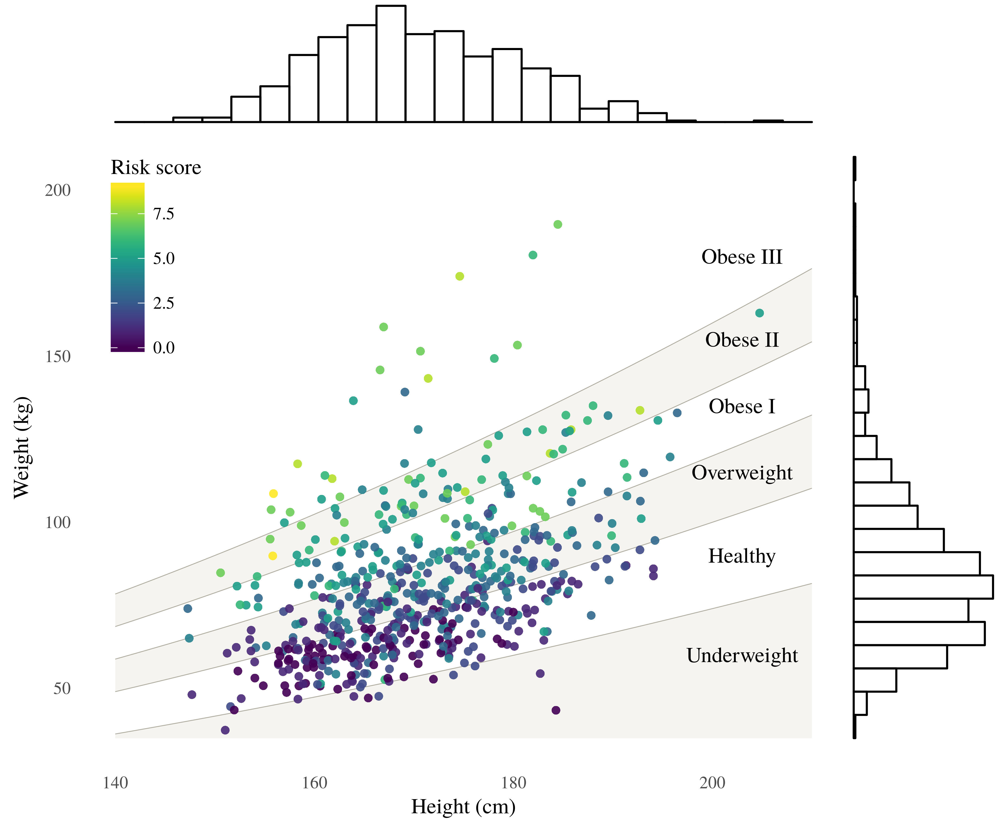 Risk score
7.5
5.0
2.5
0.0
Weight (kg)
200
150
100
50
Obese III
Obese II
Obese I
Overweight
Healthy
Underweight
140 160 180 200
Height (cm)